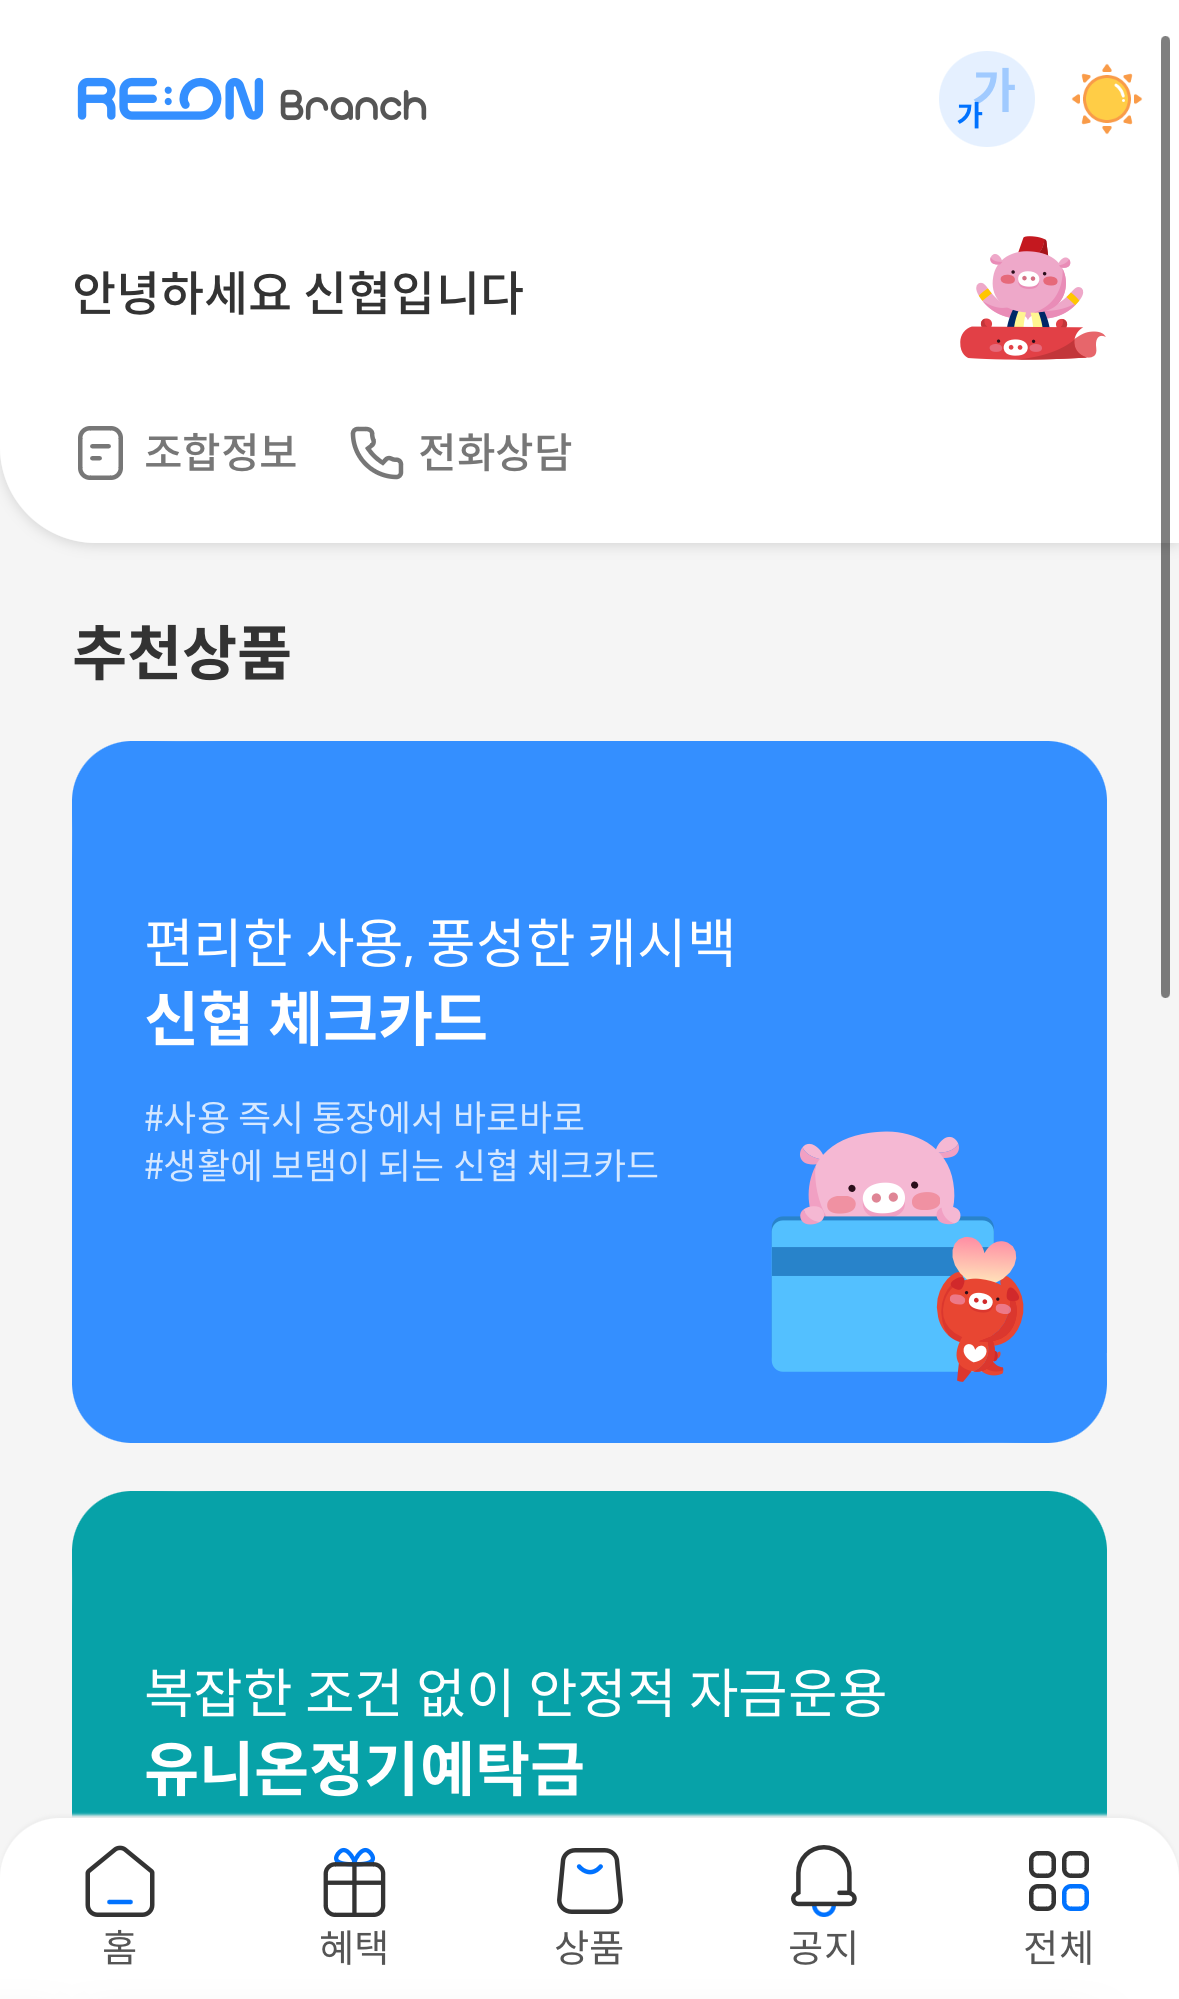 RE:ON Branch
가가
안녕하세요 신협입니다
조합정보 전화상담
추천상품
편리한 사용, 풍성한 캐시백
신협 체크카드
#사용 즉시 통장에서 바로바로
#생활에 보탬이 되는 신협 체크카드
복잡한 조건 없이 안정적 자금운용
유니온정기예탁금
홈 혜택 상품 공지 전체